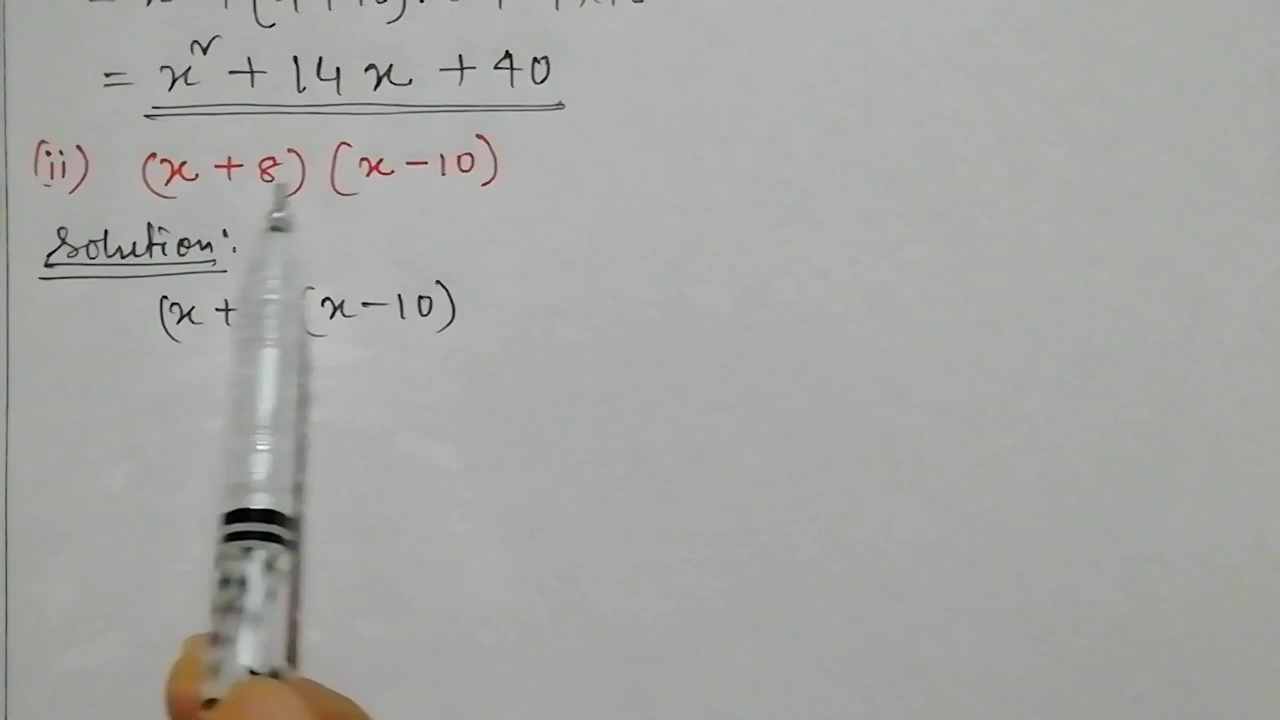 = x² + 14x + 40
(ii) (x + 8) (x - 10)
Solution:
(x + (x - 10)